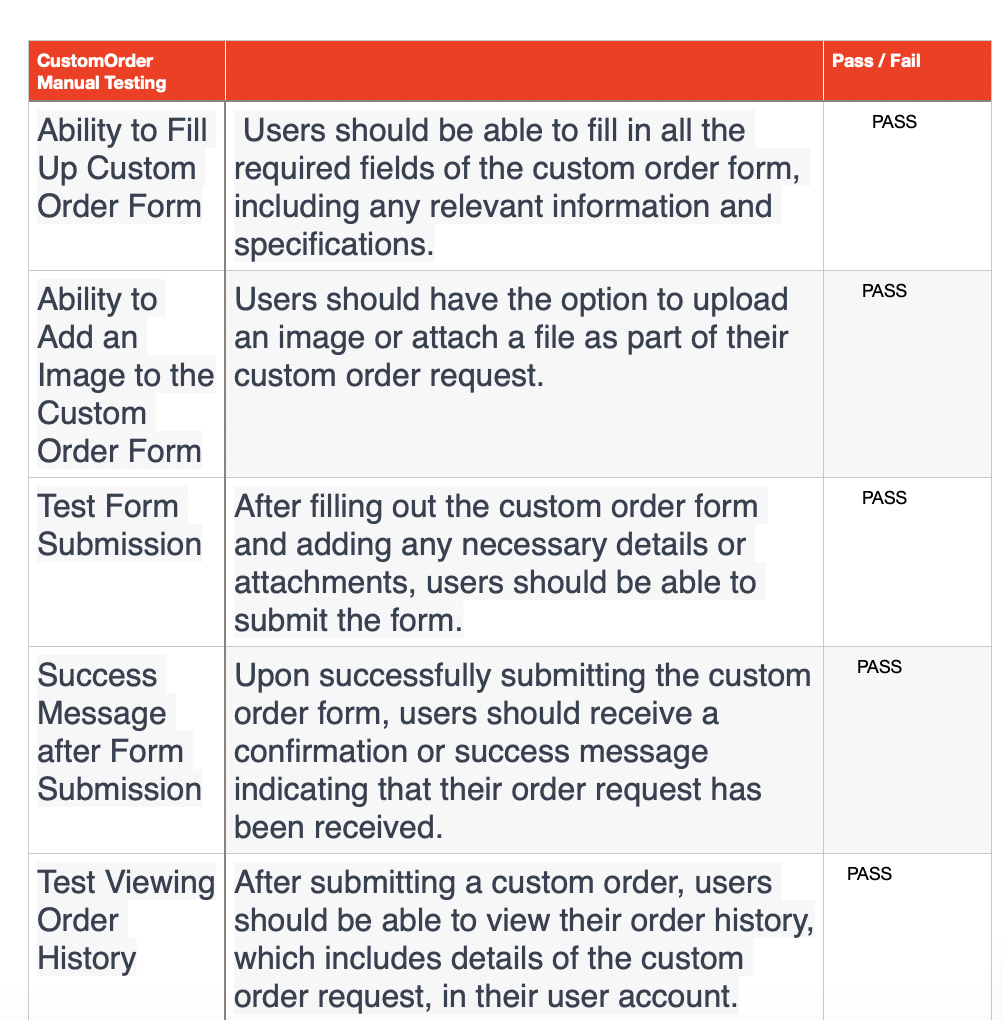 CustomOrder
Manual Testing
Pass / Fail
Ability to Fill
Up Custom
Order Form
Users should be able to fill in all the
required fields of the custom order form,
including any relevant information and
specifications.
PASS
Ability to
Add an
Image to the
Custom
Order Form
Users should have the option to upload
an image or attach a file as part of their
custom order request.
PASS
Test Form
Submission
After filling out the custom order form
and adding any necessary details or
attachments, users should be able to
submit the form.
PASS
Success
Message
after Form
Submission
Upon successfully submitting the custom
order form, users should receive a
confirmation or success message
indicating that their order request has
been received.
PASS
Test Viewing
Order
History
After submitting a custom order, users
should be able to view their order history,
which includes details of the custom
order request, in their user account.
PASS